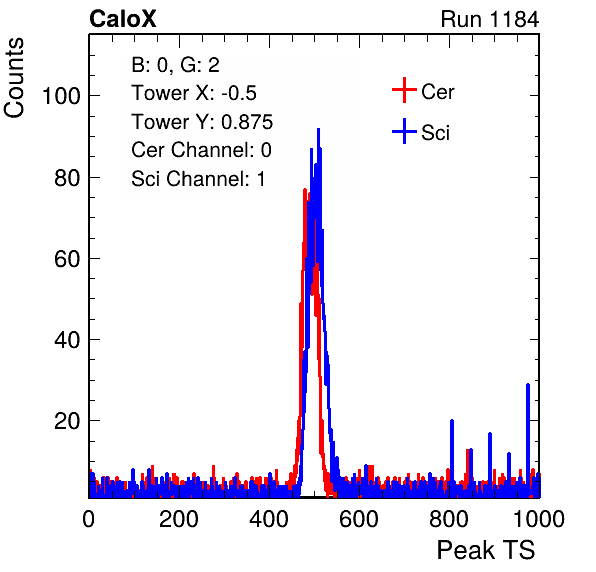 CaloX Run 1184
Counts
B: 0, G: 2
Tower X: -0.5
Tower Y: 0.875
Cer Channel: 0
Sci Channel: 1
Cer
Sci
100
80
60
40
20
0 200 400 600 800 1000
Peak TS